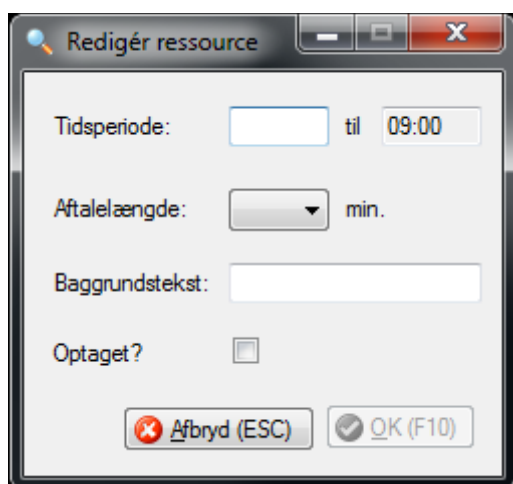 Redigér ressource
Tidsperiode: til 09:00
Aftalelængde: min.
Baggrundstekst:
Optaget?
Afbryd (ESC) OK (F10)